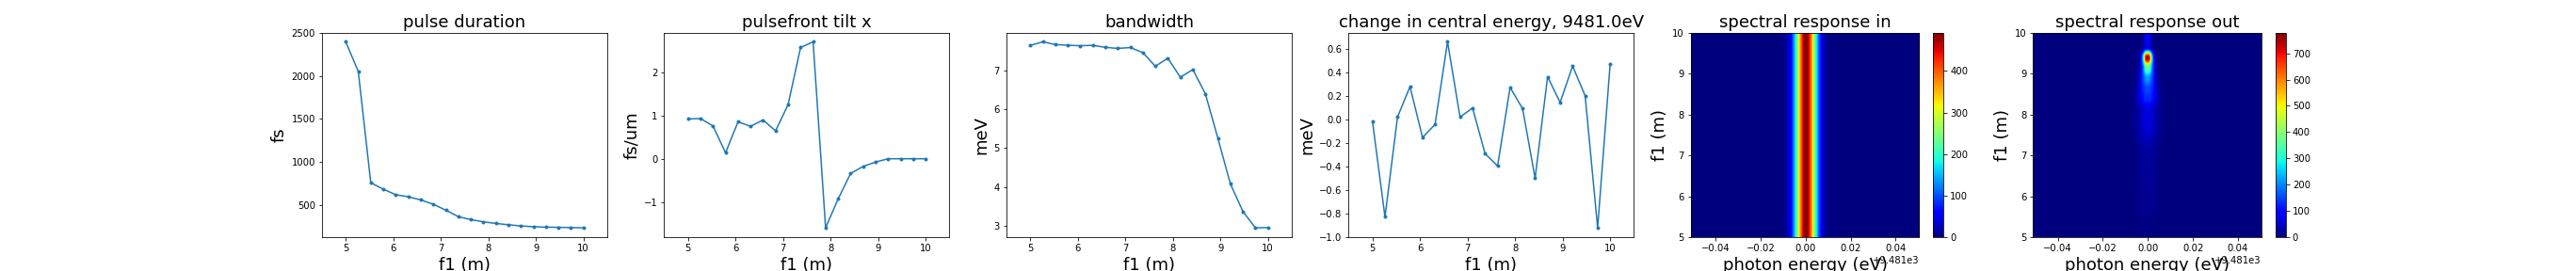 pulse duration
2500
2000
1500
1000
500
fs
5 6 7 8 9 10
f1 (m)
pulsefront tilt x
2
1
0
−1
fs/um
5 6 7 8 9 10
f1 (m)
bandwidth
7
6
5
4
3
meV
5 6 7 8 9 10
f1 (m)
change in central energy, 9481.0eV
0.6
0.4
0.2
0.0
−0.2
−0.4
−0.6
−0.8
−1.0
meV
5 6 7 8 9 10
f1 (m)
spectral response in
10
9
8
7
6
5
f1 (m)
−0.04 −0.02 0.00 0.02 0.04
+9.481e3
photon energy (eV)
400
300
200
100
0
spectral response out
10
9
8
7
6
5
f1 (m)
−0.04 −0.02 0.00 0.02 0.04
+9.481e3
photon energy (eV)
700
600
500
400
300
200
100
0